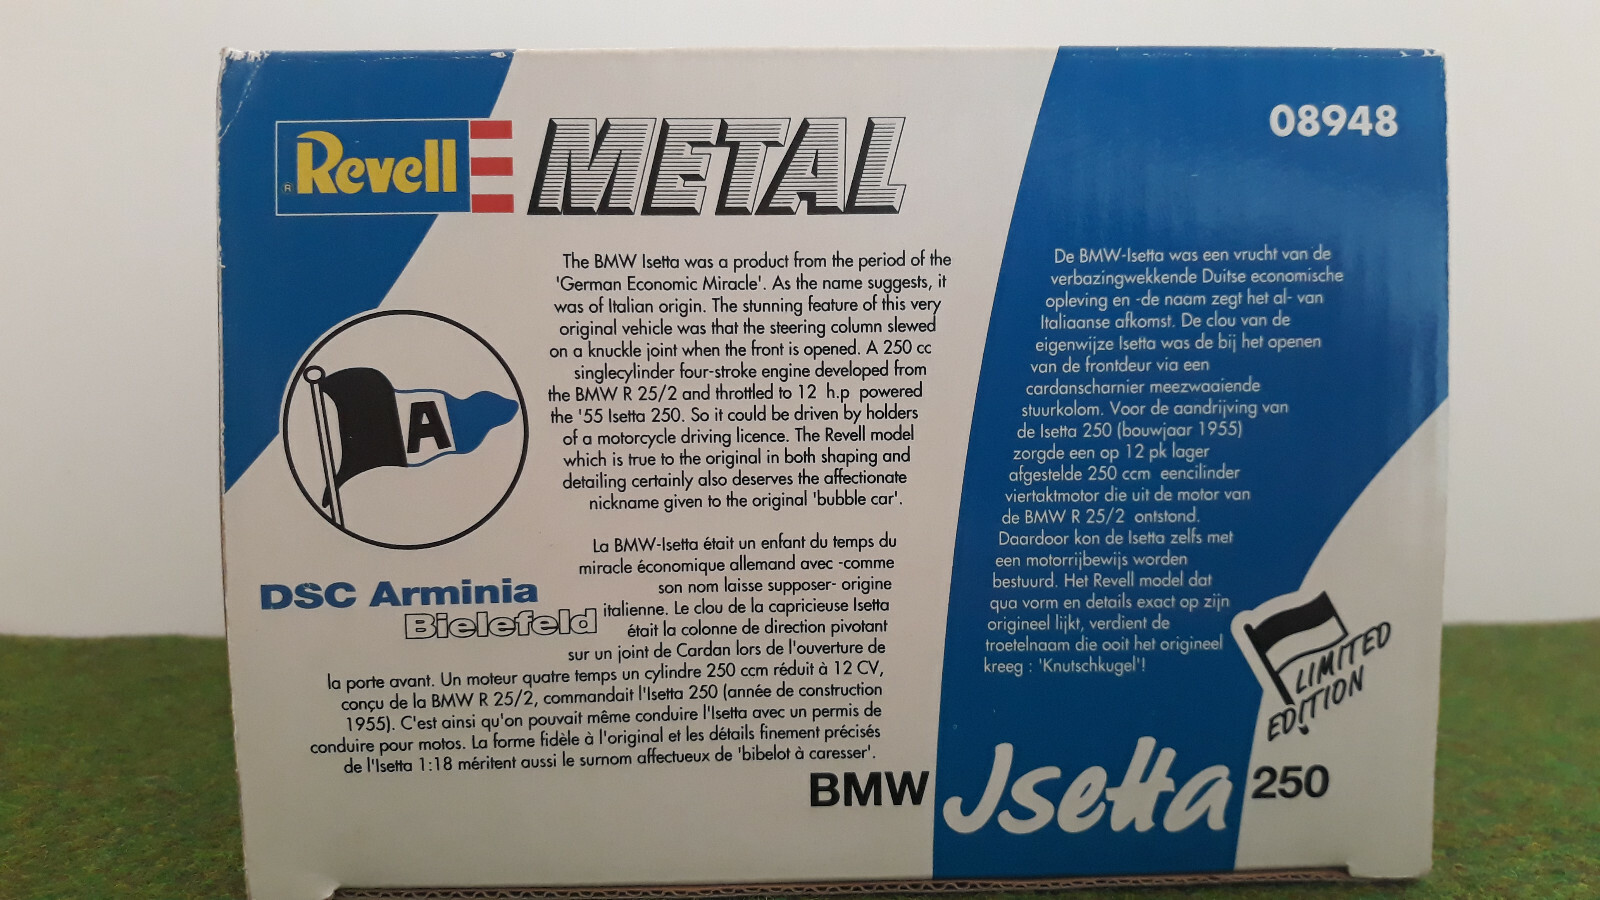 Revell
®
METAL
08948
The BMW Isetta was a product from the period of the
'German Economic Miracle'. As the name suggests, it
was of Italian origin. The stunning feature of this very
original vehicle was that the steering column slewed
on a knuckle joint when the front is opened. A 250 cc
singlecylinder four-stroke engine developed from
the BMW R 25/2 and throttled to 12 h.p powered
the '55 Isetta 250. So it could be driven by holders
of a motorcycle driving licence. The Revell model
which is true to the original in both shaping and
detailing certainly also deserves the affectionate
nickname given to the original 'bubble car'.
A
DSC Arminia
Bielefeld
La BMW-Isetta était un enfant du temps du
miracle économique allemand avec -comme
son nom laisse supposer- origine
italienne. Le clou de la capricieuse Isetta
était la colonne de direction pivotant
sur un joint de Cardan lors de l'ouverture de
la porte avant. Un moteur quatre temps un cylindre 250 ccm réduit à 12 CV,
conçu de la BMW R 25/2, commandait l'Isetta 250 (année de construction
1955). C'est ainsi qu'on pouvait même conduire l'Isetta avec un permis de
conduire pour motos. La forme fidèle à l'original et les détails finement précisés
de l'Isetta 1:18 méritent aussi le surnom affectueux de 'bibelot à caresser'.
De BMW-Isetta was een vrucht van de
verbazingwekkende Duitse economische
opleving en -de naam zegt het al- van
Italiaanse afkomst. De clou van de
eigenwijze Isetta was de bij het openen
van de frontdeur via een
cardanscharnier meezwaaiende
stuurkolom. Voor de aandrijving van
de Isetta 250 (bouwjaar 1955)
zorgde een op 12 pk lager
afgestelde 250 ccm eencilinder
viertaktmotor die uit de motor van
de BMW R 25/2 ontstond.
Daardoor kon de Isetta zelfs met
een motorrijbewijs worden
bestuurd. Het Revell model dat
qua vorm en details exact op zijn
origineel lijkt, verdient de
troetelnaam die ooit het origineel
kreeg : 'Knutschkugel'!
LIMITED
EDITION
BMW Jsetta 250